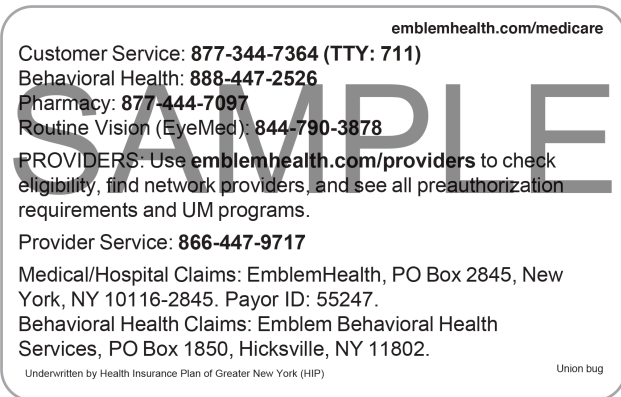 emblemhealth.com/medicare
Customer Service: 877-344-7364 (TTY: 711)
Behavioral Health: 888-447-2526
Pharmacy: 877-444-7097
Routine Vision (EyeMed): 844-790-3878
SAMPLE
PROVIDERS: Use emblemhealth.com/providers to check
eligibility, find network providers, and see all preauthorization
requirements and UM programs.
Provider Service: 866-447-9717
Medical/Hospital Claims: EmblemHealth, PO Box 2845, New
York, NY 10116-2845. Payor ID: 55247.
Behavioral Health Claims: Emblem Behavioral Health
Services, PO Box 1850, Hicksville, NY 11802.
Underwritten by Health Insurance Plan of Greater New York (HIP)
Union bug